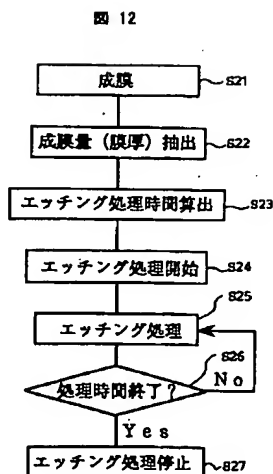 図 12
成膜 S21
成膜量(膜厚)抽出 S22
エッチング処理時間算出 S23
エッチング処理開始 S24
S25
エッチング処理
S26
処理時間終了? No
Yes
エッチング処理停止 S27